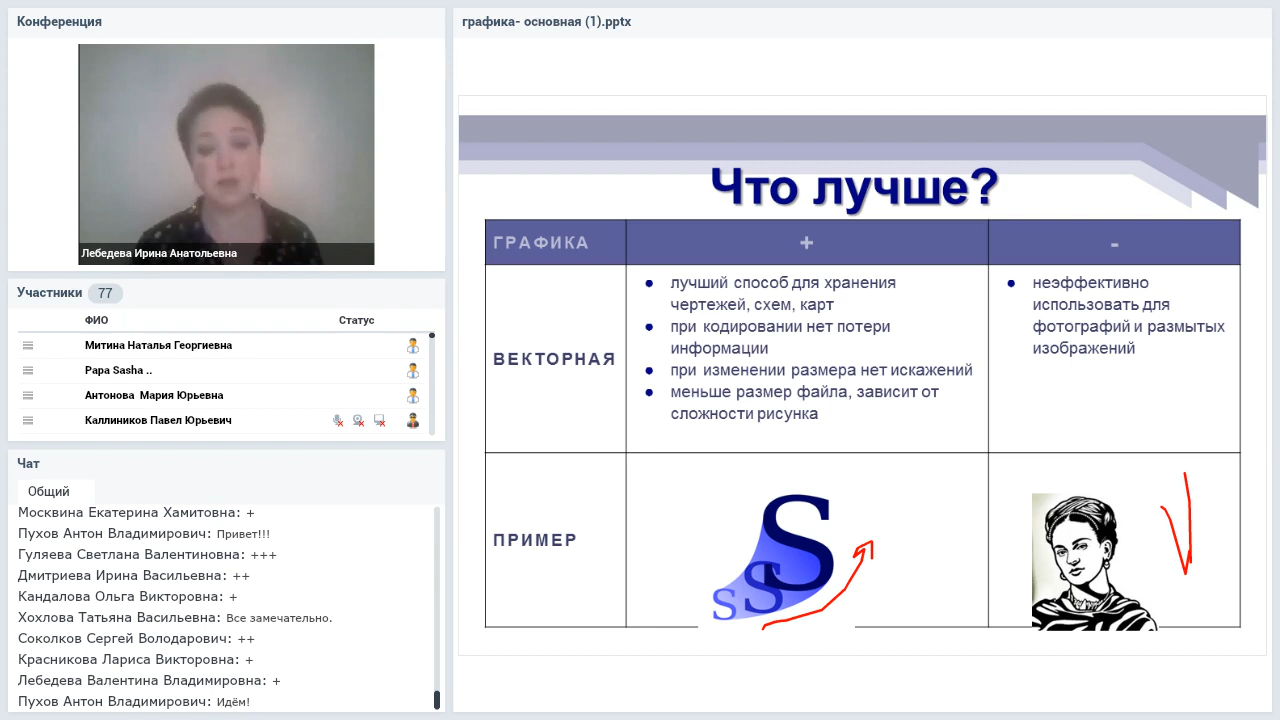 Конференция
Лебедева Ирина Анатольевна
Участники 77
ФИО Статус
Митина Наталья Георгиевна
Papa Sasha ..
Антонова Мария Юрьевна
Каллиников Павел Юрьевич
Чат
Общий
Москвина Екатерина Хамитовна: +
Пухов Антон Владимирович: Привет!!!
Гуляева Светлана Валентиновна: +++
Дмитриева Ирина Васильевна: ++
Кандалова Ольга Викторовна: +
Хохлова Татьяна Васильевна: Все замечательно.
Соколков Сергей Володарович: ++
Красникова Лариса Викторовна: +
Лебедева Валентина Владимировна: +
Пухов Антон Владимирович: Идём!
графика- основная (1).pptx
Что лучше?
ГРАФИКА + -
ВЕКТОРНАЯ
лучший способ для хранения
чертежей, схем, карт
при кодировании нет потери
информации
при изменении размера нет искажений
меньше размер файла, зависит от
сложности рисунка
неэффективно
использовать для
фотографий и размытых
изображений
ПРИМЕР
S S S